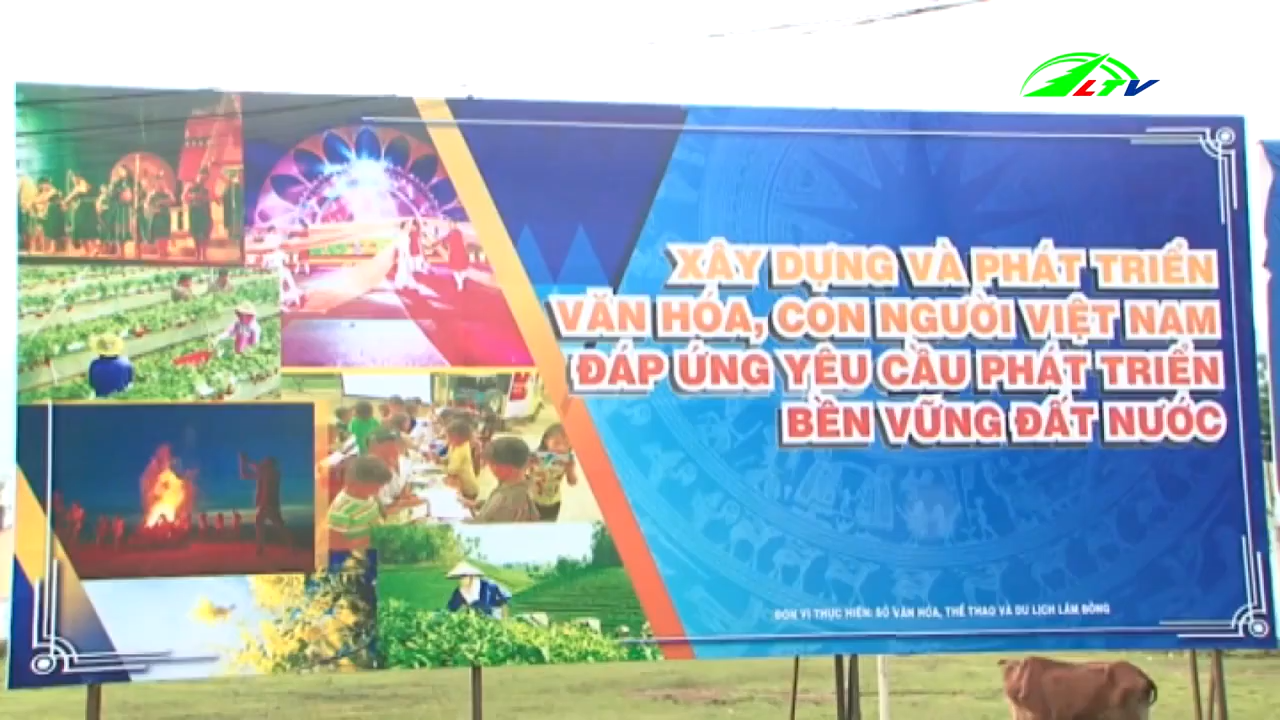 LTV
XÂY DỰNG VÀ PHÁT TRIỂN
VĂN HÓA, CON NGƯỜI VIỆT NAM
ĐÁP ỨNG YÊU CẦU PHÁT TRIỂN
BỀN VỮNG ĐẤT NƯỚC
ĐƠN VỊ THỰC HIỆN: SỞ VĂN HÓA, THỂ THAO VÀ DU LỊCH LÂM ĐỒNG